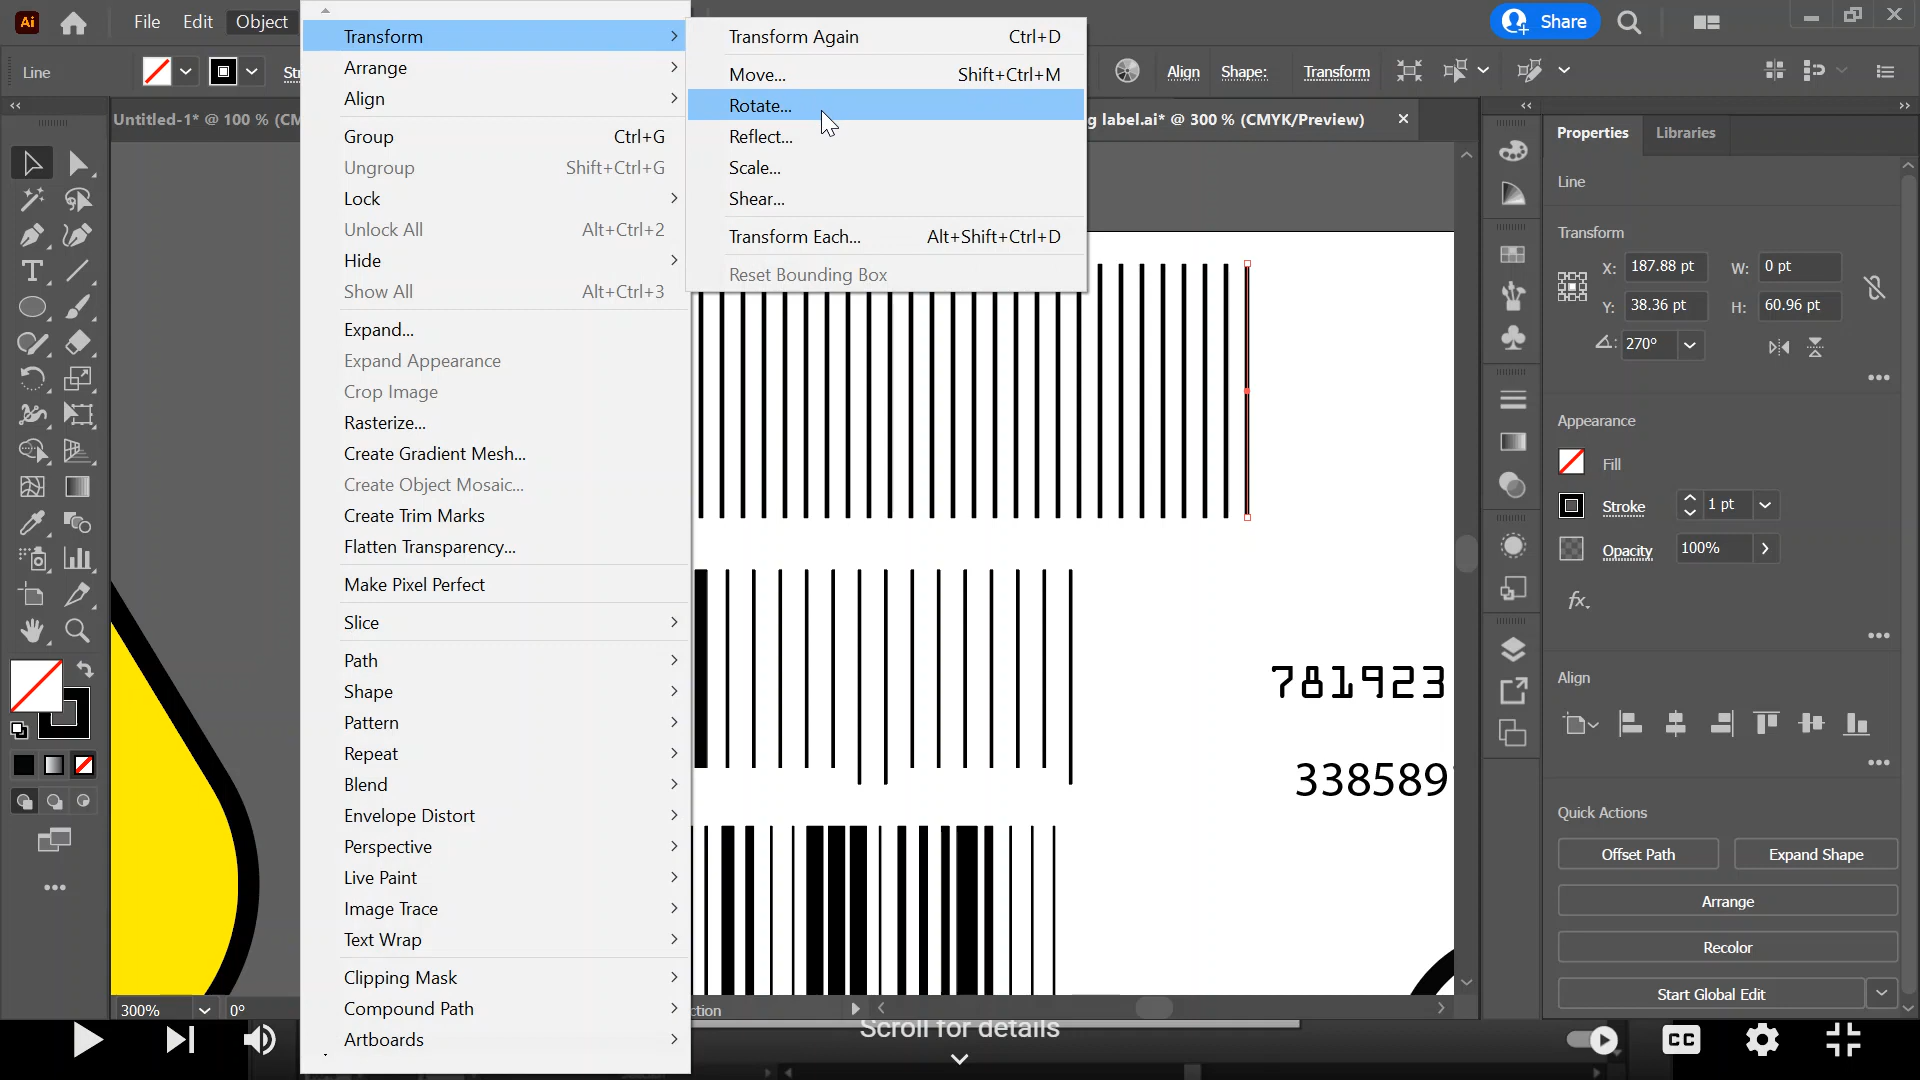 Ai
File
Edit
Object
Share
Line
Align
Shape:
Transform
Untitled-1* @ 100 % (CM
g label.ai* @ 300 % (CMYK/Preview)
Transform
Arrange
Align
Group Ctrl+G
Ungroup Shift+Ctrl+G
Lock
Unlock All Alt+Ctrl+2
Hide
Show All Alt+Ctrl+3
Expand...
Expand Appearance
Crop Image
Rasterize...
Create Gradient Mesh...
Create Object Mosaic...
Create Trim Marks
Flatten Transparency...
Make Pixel Perfect
Slice
Path
Shape
Pattern
Repeat
Blend
Envelope Distort
Perspective
Live Paint
Image Trace
Text Wrap
Clipping Mask
Compound Path
Artboards
Transform Again Ctrl+D
Move... Shift+Ctrl+M
Rotate...
Reflect...
Scale...
Shear...
Transform Each... Alt+Shift+Ctrl+D
Reset Bounding Box
781923
338589
Properties
Libraries
Line
Transform
X: 187.88 pt W: 0 pt
Y: 38.36 pt H: 60.96 pt
270°
Appearance
Fill
Stroke 1 pt
Opacity 100%
fx
Align
Quick Actions
Offset Path
Expand Shape
Arrange
Recolor
Start Global Edit
300%
0°
ction
Scroll for details
CC